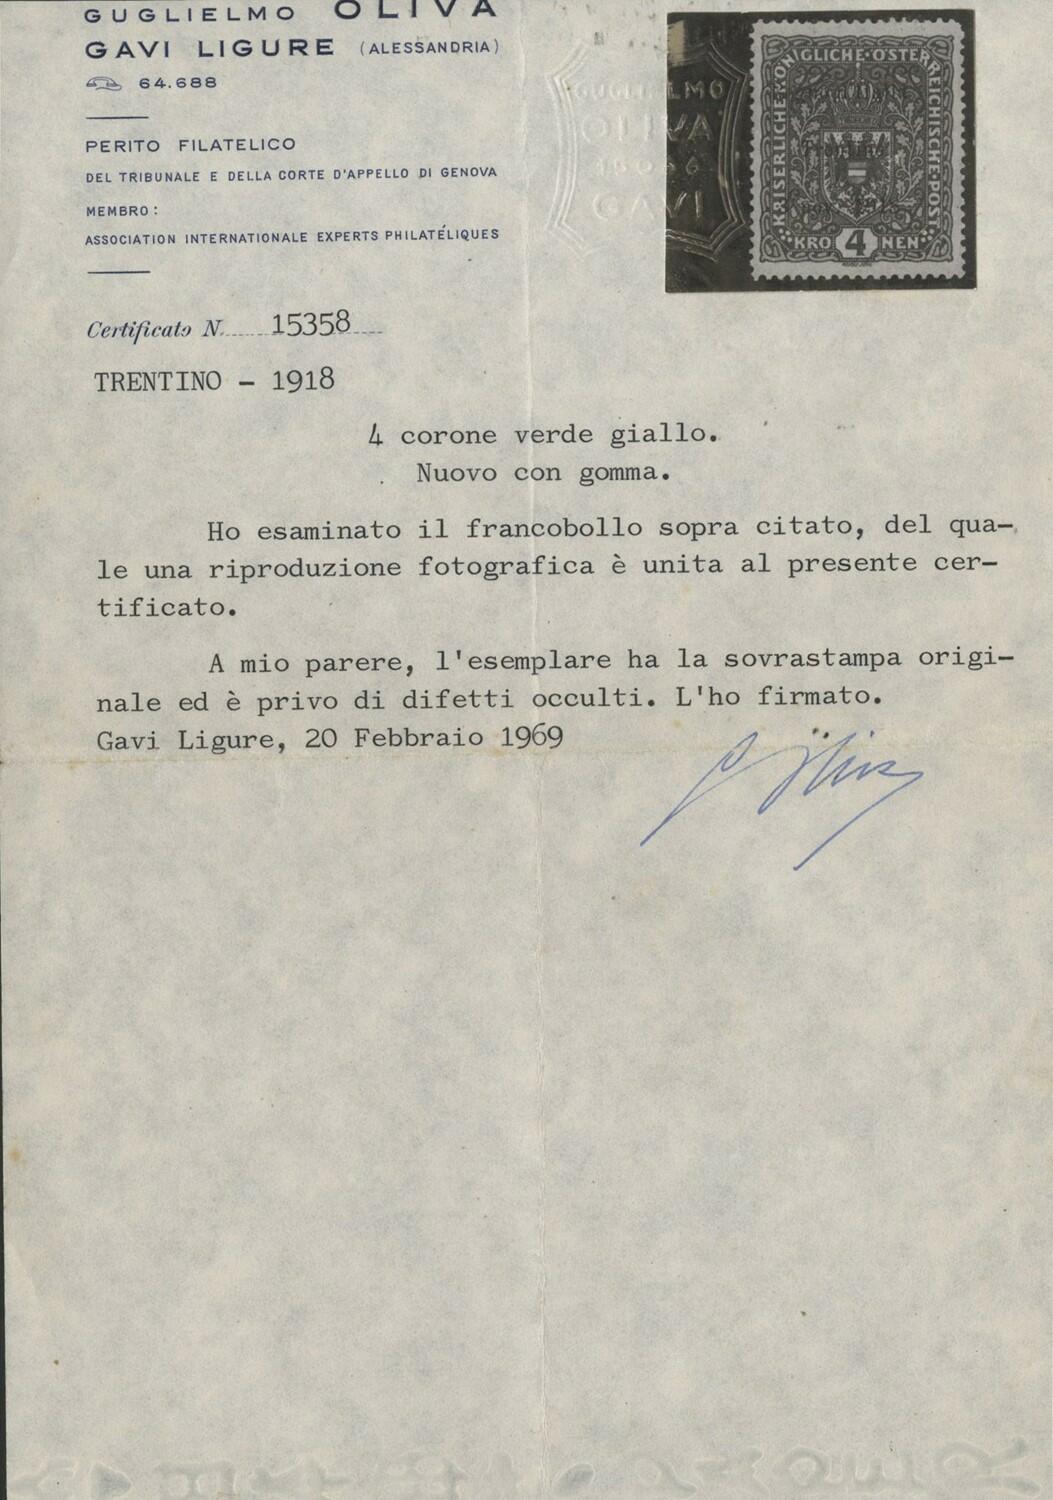 GUGLIELMO OLIVA
GAVI LIGURE (ALESSANDRIA)
64.688
PERITO FILATELICO
DEL TRIBUNALE E DELLA CORTE D'APPELLO DI GENOVA
MEMBRO:
ASSOCIATION INTERNATIONALE EXPERTS PHILATÉLIQUES
GUGLIELMO
OLIVA
GAVI
KAISERLICHE·KÖNIGLICHE·ÖSTERREICHISCHE·POST
KRO 4 NEN
Certificato N. 15358
TRENTINO - 1918
4 corone verde giallo.
Nuovo con gomma.
Ho esaminato il francobollo sopra citato, del qua-
le una riproduzione fotografica è unita al presente cer-
tificato.
A mio parere, l'esemplare ha la sovrastampa origi-
nale ed è privo di difetti occulti. L'ho firmato.
Gavi Ligure, 20 Febbraio 1969
G Oliva